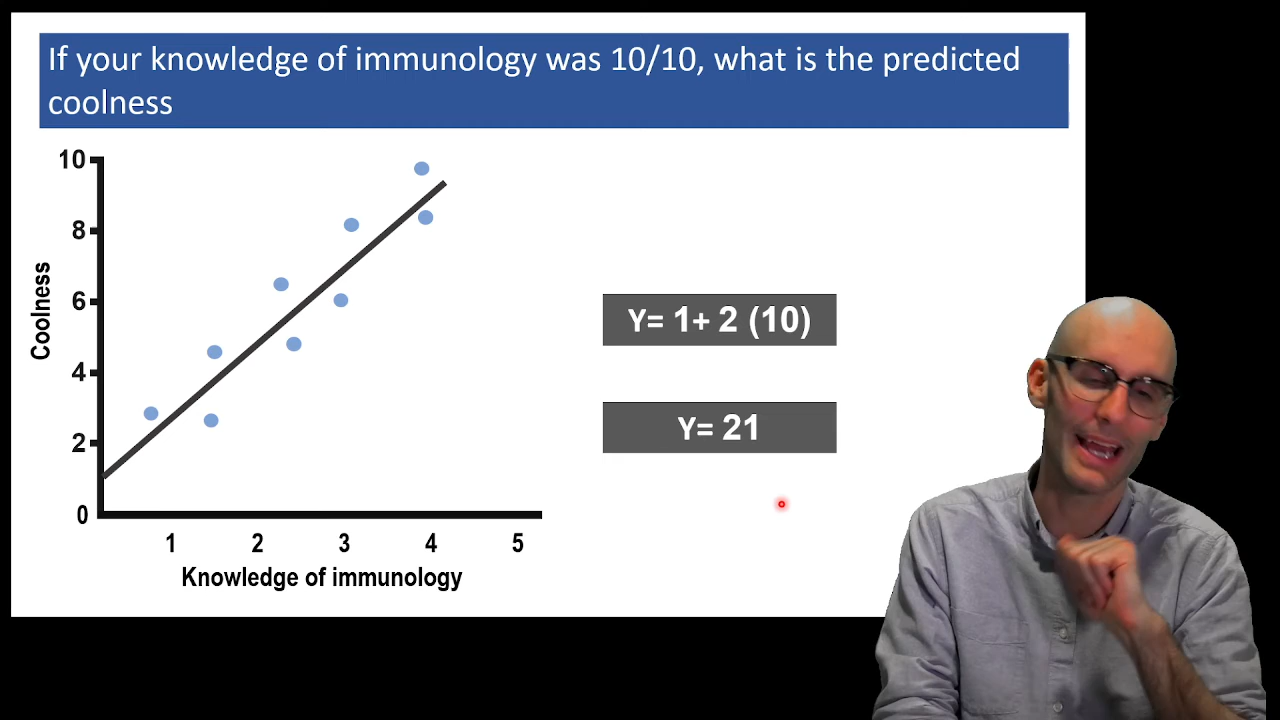 If your knowledge of immunology was 10/10, what is the predicted
coolness
10
8
6
4
2
0
Coolness
1 2 3 4 5
Knowledge of immunology
Y= 1+ 2 (10)
Y= 21